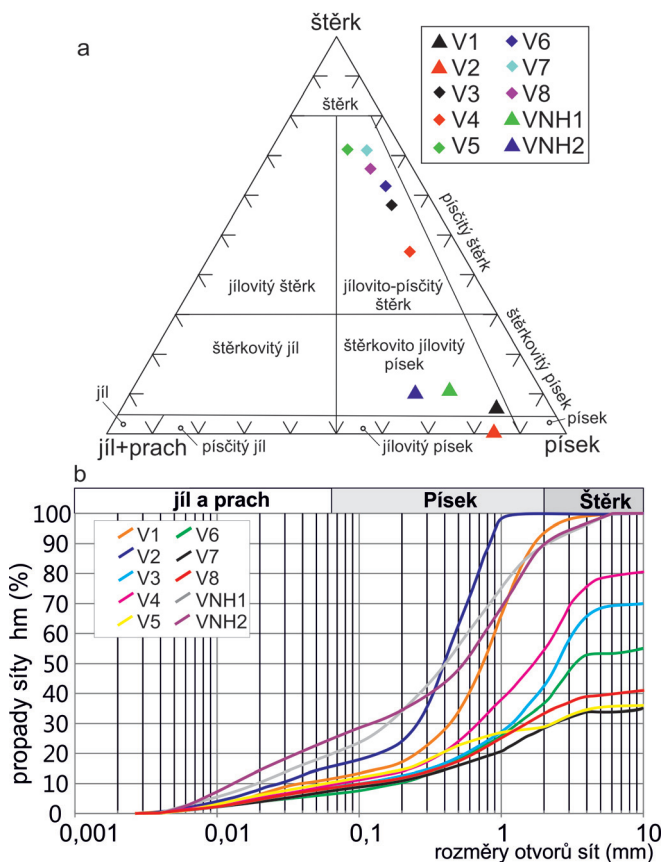 a
štěrk
V1 V6
V2 V7
V3 V8
V4 VNH1
V5 VNH2
štěrk
písčitý štěrk
jílovitý štěrk
jílovito-písčitý
štěrk
štěrkovitý jíl
štěrkovito jílovitý
písek
štěrkovitý písek
jíl
písek
jíl+prach
písčitý jíl
jílovitý písek
písek
b
jíl a prach Písek Štěrk
propady síty hm (%)
100
90
80
70
60
50
40
30
20
10
0
V1 V6
V2 V7
V3 V8
V4 VNH1
V5 VNH2
0,001 0,01 0,1 1 10
rozměry otvorů sít (mm)